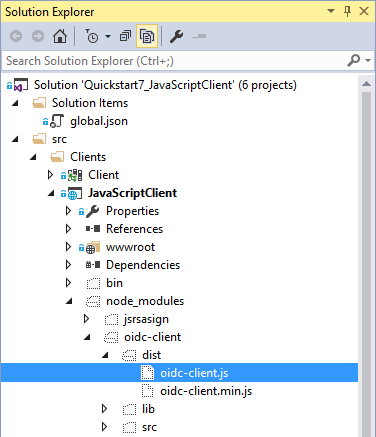 Solution Explorer
Search Solution Explorer (Ctrl+;)
Solution 'Quickstart7_JavaScriptClient' (6 projects)
Solution Items
global.json
src
Clients
Client
JavaScriptClient
Properties
References
wwwroot
Dependencies
bin
node_modules
jsrsasign
oidc-client
dist
oidc-client.js
oidc-client.min.js
lib
src